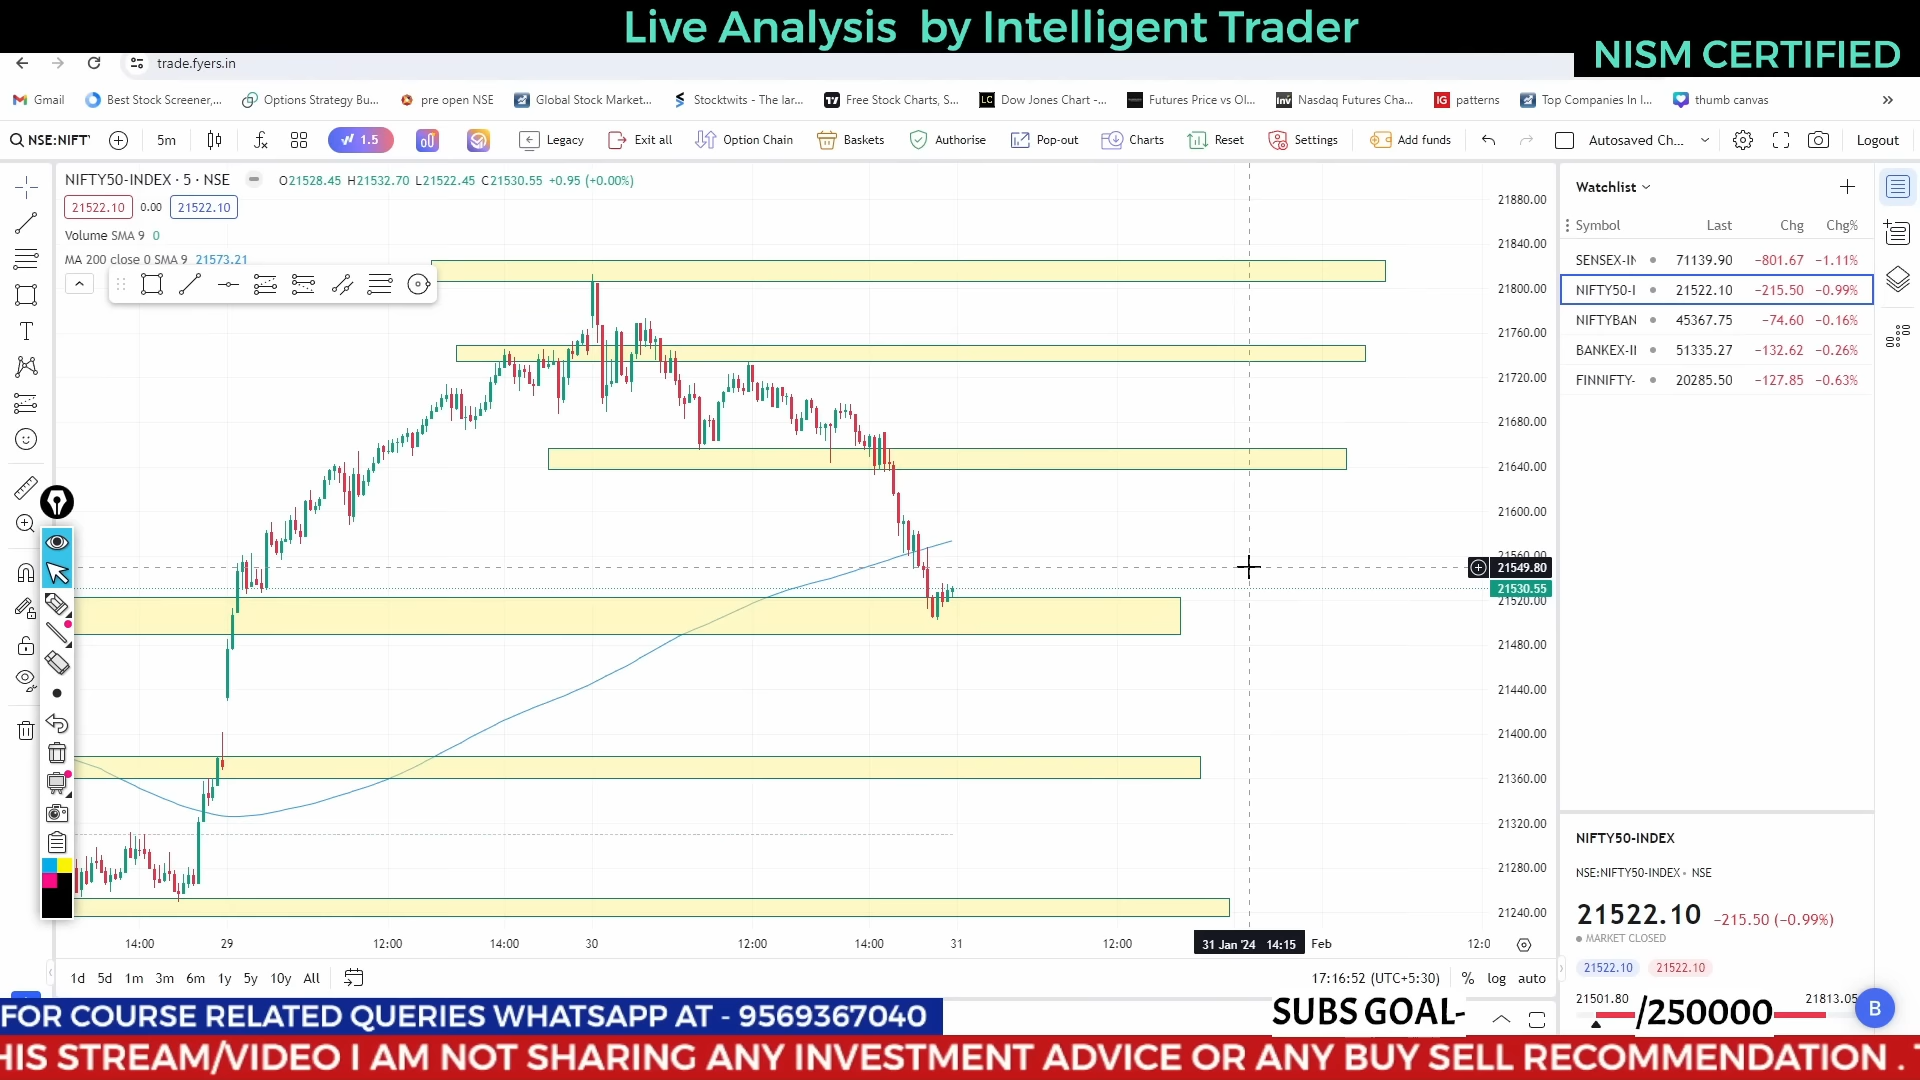 Live Analysis by Intelligent Trader
NISM CERTIFIED
trade.fyers.in
Gmail
Best Stock Screener,...
Options Strategy Bu...
pre open NSE
Global Stock Market...
Stocktwits - The lar...
Free Stock Charts, S...
Dow Jones Chart -...
Futures Price vs OI...
Nasdaq Futures Cha...
IG patterns
Top Companies In I...
thumb canvas
NSE:NIFTY
5m
1.5
Legacy
Exit all
Option Chain
Baskets
Authorise
Pop-out
Charts
Reset
Settings
Add funds
Autosaved Ch...
Logout
NIFTY50-INDEX · 5 · NSE
O21528.45 H21532.70 L21522.45 C21530.55 +0.95 (+0.00%)
21522.10 0.00 21522.10
Volume SMA 9 0
MA 200 close 0 SMA 9 21573.21
21880.00
21840.00
21800.00
21760.00
21720.00
21680.00
21640.00
21600.00
21560.00
21549.80
21530.55
21520.00
21480.00
21440.00
21400.00
21360.00
21320.00
21280.00
21240.00
14:00 29 12:00 14:00 30 12:00 14:00 31 12:00 31 Jan '24 14:15 Feb 12:0
1d 5d 1m 3m 6m 1y 5y 10y All
17:16:52 (UTC+5:30) % log auto
Watchlist
Symbol Last Chg Chg%
SENSEX-IN 71139.90 −801.67 −1.11%
NIFTY50-I 21522.10 −215.50 −0.99%
NIFTYBAN 45367.75 −74.60 −0.16%
BANKEX-II 51335.27 −132.62 −0.26%
FINNIFTY- 20285.50 −127.85 −0.63%
NIFTY50-INDEX
NSE:NIFTY50-INDEX • NSE
21522.10 −215.50 (−0.99%)
MARKET CLOSED
21522.10 21522.10
21501.80 21813.05
B
FOR COURSE RELATED QUERIES WHATSAPP AT - 9569367040
SUBS GOAL- /250000
HIS STREAM/VIDEO I AM NOT SHARING ANY INVESTMENT ADVICE OR ANY BUY SELL RECOMMENDATION .